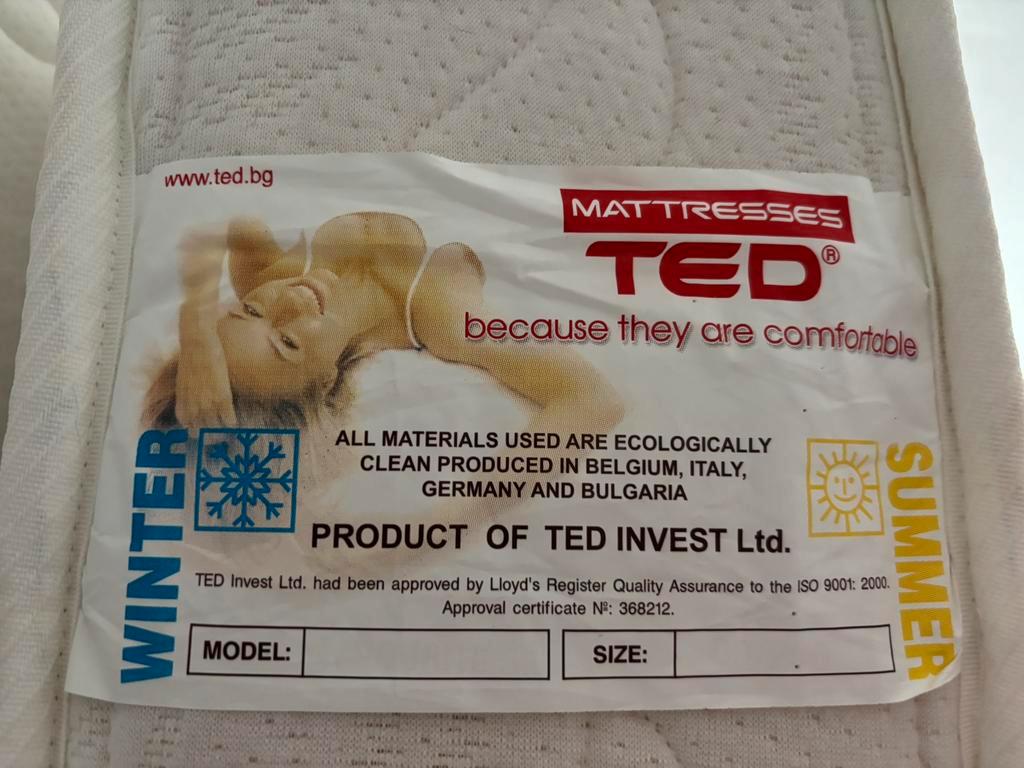 www.ted.bg
MATTRESSES
TED®
because they are comfortable
WINTER
ALL MATERIALS USED ARE ECOLOGICALLY
CLEAN PRODUCED IN BELGIUM, ITALY,
GERMANY AND BULGARIA
SUMMER
PRODUCT OF TED INVEST Ltd.
TED Invest Ltd. had been approved by Lloyd's Register Quality Assurance to the ISO 9001: 2000.
Approval certificate №: 368212.
MODEL:
SIZE: